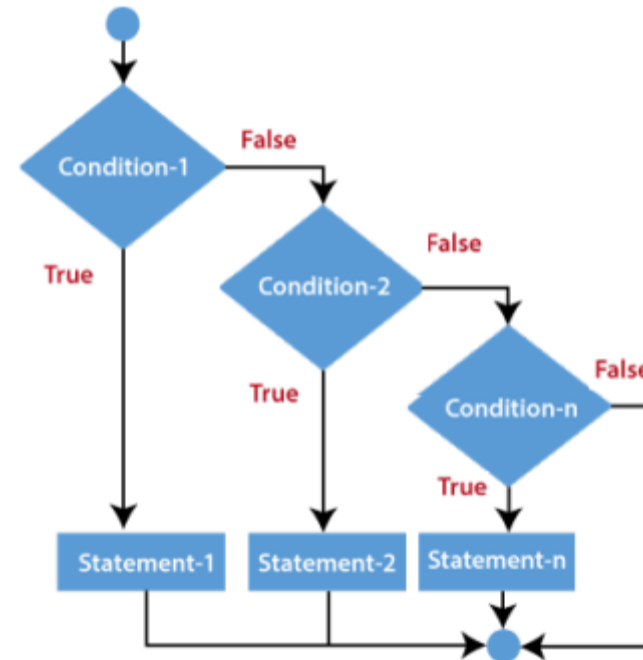 Condition-1
False
True
Condition-2
False
True
Condition-n
False
True
Statement-1
Statement-2
Statement-n